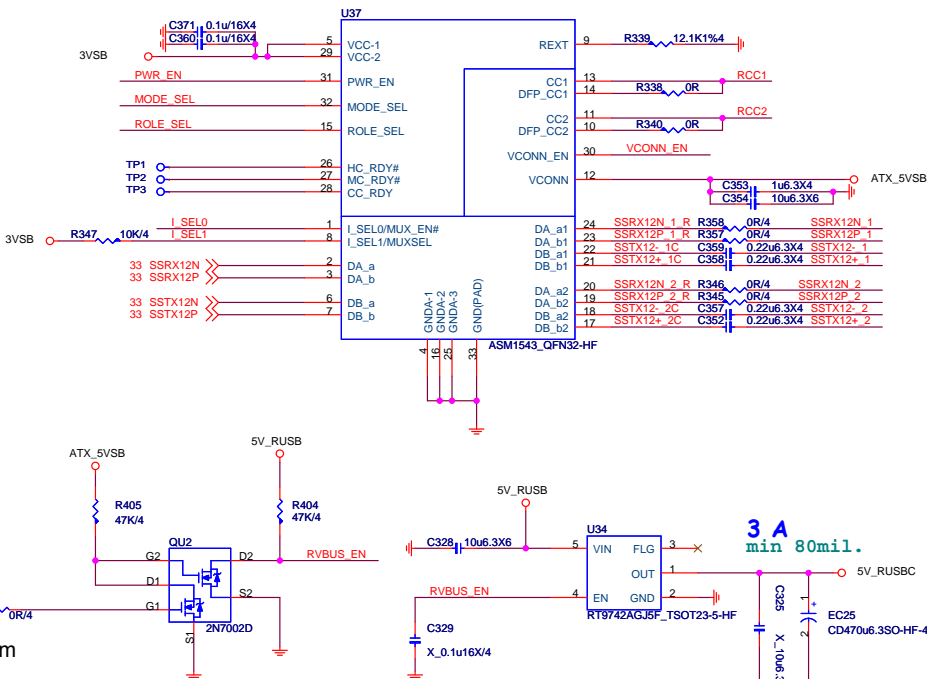 U37
C371 0.1u/16X4
C360 0.1u/16X4
3VSB
5 VCC-1
29 VCC-2
PWR_EN 31 PWR_EN
MODE_SEL 32 MODE_SEL
ROLE_SEL 15 ROLE_SEL
TP1 26 HC_RDY#
TP2 27 MC_RDY#
TP3 28 CC_RDY
I_SEL0 1 I_SEL0/MUX_EN#
3VSB R347 10K/4 I_SEL1 8 I_SEL1/MUXSEL
33 SSRX12N 2 DA_a
33 SSRX12P 3 DA_b
33 SSTX12N 6 DB_a
33 SSTX12P 7 DB_b
REXT 9 R339 12.1K1%4
CC1 13 RCC1
DFP_CC1 14 R338 0R
CC2 11 RCC2
DFP_CC2 10 R340 0R
VCONN_EN 30 VCONN_EN
VCONN 12 ATX_5VSB
C353 1u6.3X4
C354 10u6.3X6
DA_a1 24 SSRX12N_1_R R358 0R/4 SSRX12N_1
DA_b1 23 SSRX12P_1_R R357 0R/4 SSRX12P_1
DB_a1 22 SSTX12-_1C C359 0.22u6.3X4 SSTX12-_1
DB_b1 21 SSTX12+_1C C358 0.22u6.3X4 SSTX12+_1
DA_a2 20 SSRX12N_2_R R346 0R/4 SSRX12N_2
DA_b2 19 SSRX12P_2_R R345 0R/4 SSRX12P_2
DB_a2 18 SSTX12-_2C C357 0.22u6.3X4 SSTX12-_2
DB_b2 17 SSTX12+_2C C352 0.22u6.3X4 SSTX12+_2
GNDA-1
GNDA-2
GNDA-3
GND(PAD)
4 16 25 33
ASM1543_QFN32-HF
ATX_5VSB
5V_RUSB
R405
47K/4
R404
47K/4
QU2
G2
D1
G1
S1
D2
S2
RVBUS_EN
2N7002D
0R/4
m
5V_RUSB
C328 10u6.3X6
RVBUS_EN
C329
X_0.1u16X/4
U34
5 VIN
4 EN
FLG 3
OUT 1
GND 2
RT9742AGJ5F_TSOT23-5-HF
3 A
min 80mil.
5V_RUSBC
C325
X_10u6.3
1
+
2
EC25
CD470u6.3SO-HF-4